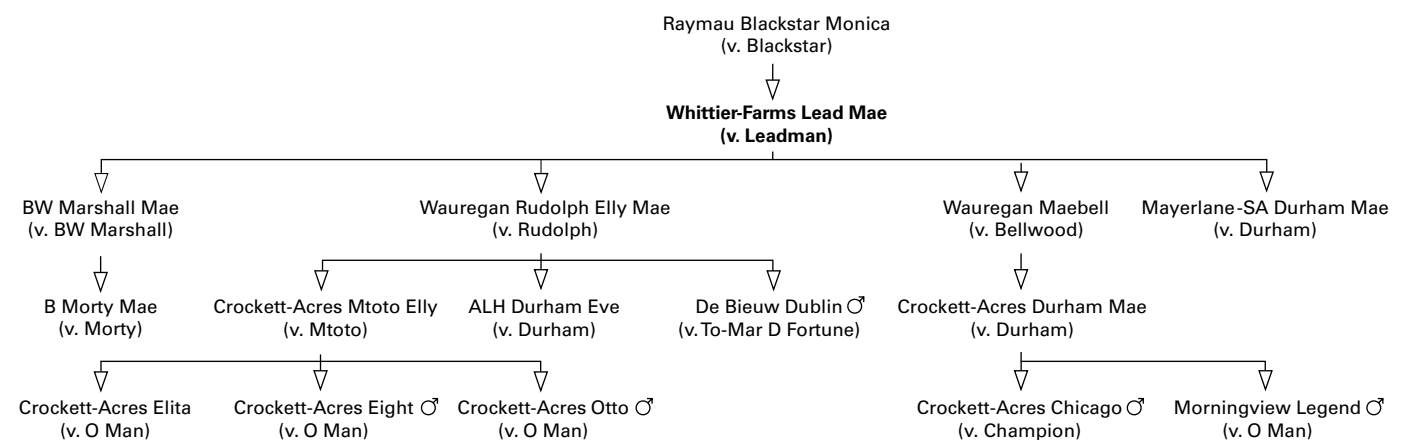 Raymau Blackstar Monica
(v. Blackstar)
Whittier-Farms Lead Mae
(v. Leadman)
BW Marshall Mae
(v. BW Marshall)
Wauregan Rudolph Elly Mae
(v. Rudolph)
Wauregan Maebell
(v. Bellwood)
Mayerlane-SA Durham Mae
(v. Durham)
B Morty Mae
(v. Morty)
Crockett-Acres Mtoto Elly
(v. Mtoto)
ALH Durham Eve
(v. Durham)
De Bieuw Dublin ♂
(v. To-Mar D Fortune)
Crockett-Acres Durham Mae
(v. Durham)
Crockett-Acres Elita
(v. O Man)
Crockett-Acres Eight ♂
(v. O Man)
Crockett-Acres Otto ♂
(v. O Man)
Crockett-Acres Chicago ♂
(v. Champion)
Morningview Legend ♂
(v. O Man)